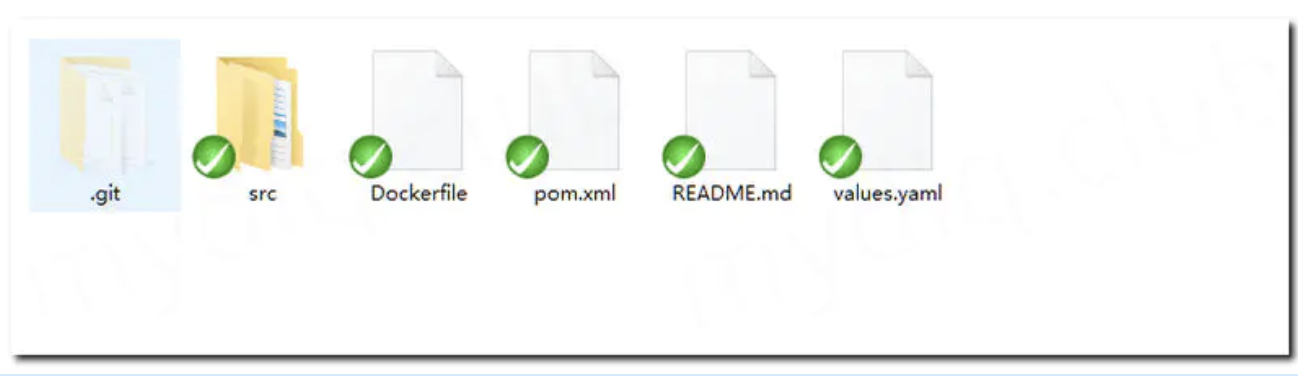 .git
src
Dockerfile
pom.xml
README.md
values.yaml